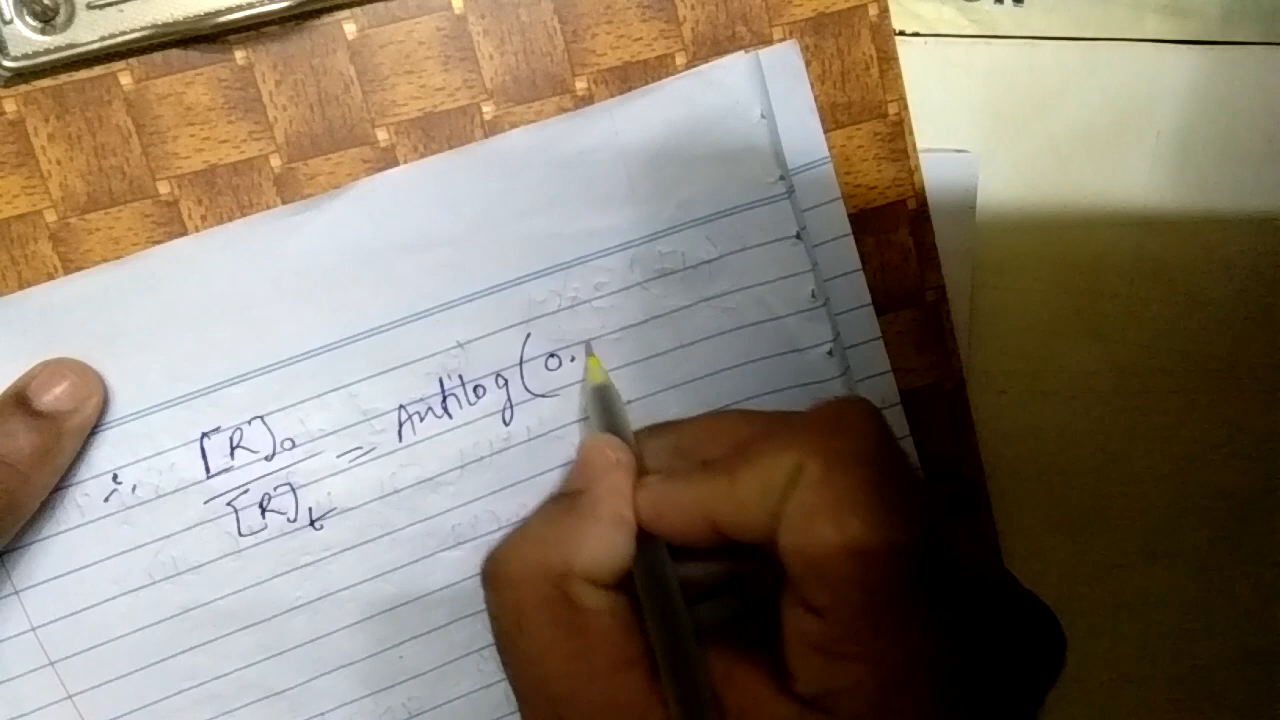 ∴ [R]₀ / [R]t = Antilog(0.